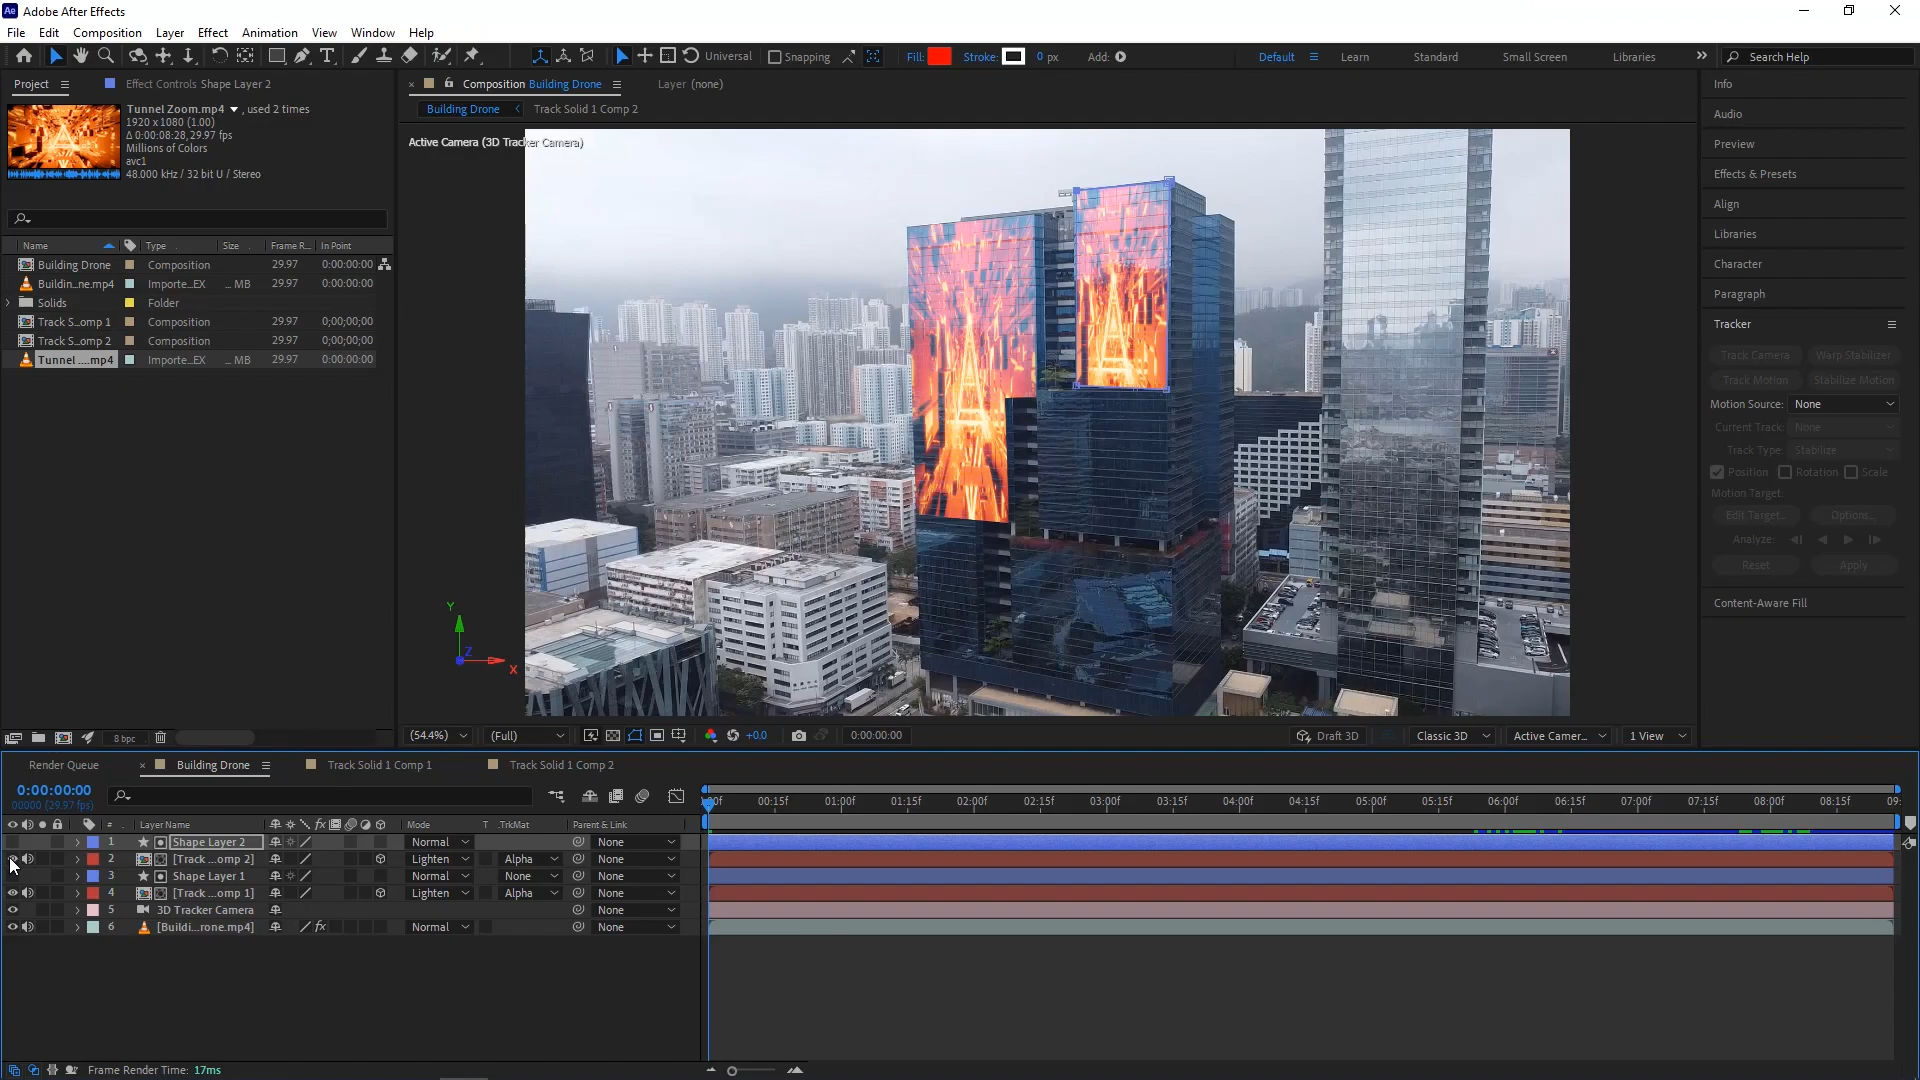 Ae Adobe After Effects
File Edit Composition Layer Effect Animation View Window Help
Universal Snapping Fill: Stroke: 0 px Add: Default Learn Standard Small Screen Libraries Search Help
Project Effect Controls Shape Layer 2
Composition Building Drone Layer (none)
Building Drone Track Solid 1 Comp 2
Tunnel Zoom.mp4 , used 2 times
1920 x 1080 (1.00)
Δ 0:00:08:28, 29.97 fps
Millions of Colors
avc1
48.000 kHz / 32 bit U / Stereo
Active Camera (3D Tracker Camera)
Name Type Size Frame R... In Point
Building Drone Composition 29.97 0:00:00:00
Buildin...ne.mp4 Importe...EX ... MB 29.97 0:00:00:00
Solids Folder
Track S...omp 1 Composition 29.97 0;00;00;00
Track S...omp 2 Composition 29.97 0;00;00;00
Tunnel ....mp4 Importe...EX ... MB 29.97 0:00:00:00
Y
Z
X
8 bpc
(54.4%) (Full) +0.0 0:00:00:00 Draft 3D Classic 3D Active Camer... 1 View
Info
Audio
Preview
Effects & Presets
Align
Libraries
Character
Paragraph
Tracker
Track Camera Warp Stabilizer
Track Motion Stabilize Motion
Motion Source: None
Current Track: None
Track Type: Stabilize
Position Rotation Scale
Motion Target:
Edit Target... Options...
Analyze:
Reset Apply
Content-Aware Fill
Render Queue Building Drone Track Solid 1 Comp 1 Track Solid 1 Comp 2
0:00:00:00
00000 (29.97 fps)
:00f 00:15f 01:00f 01:15f 02:00f 02:15f 03:00f 03:15f 04:00f 04:15f 05:00f 05:15f 06:00f 06:15f 07:00f 07:15f 08:00f 08:15f 09:
# Layer Name fx Mode T .TrkMat Parent & Link
1 Shape Layer 2 Normal None
2 [Track ...omp 2] Lighten Alpha None
3 Shape Layer 1 Normal None None
4 [Track ...omp 1] Lighten Alpha None
5 3D Tracker Camera None
6 [Buildi...rone.mp4] fx Normal None
Frame Render Time: 17ms